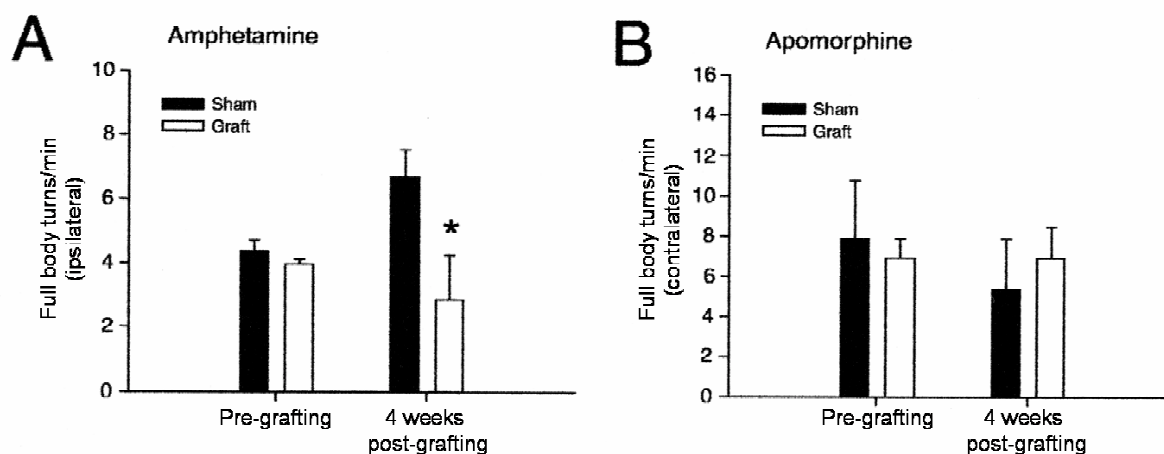 A
Amphetamine
10
8
6
4
2
0
Full body turns/min
(ipsilateral)
Sham
Graft
*
Pre-grafting
4 weeks
post-grafting
B
Apomorphine
16
14
12
10
8
6
4
2
0
Full body turns/min
(contralateral)
Sham
Graft
Pre-grafting
4 weeks
post-grafting